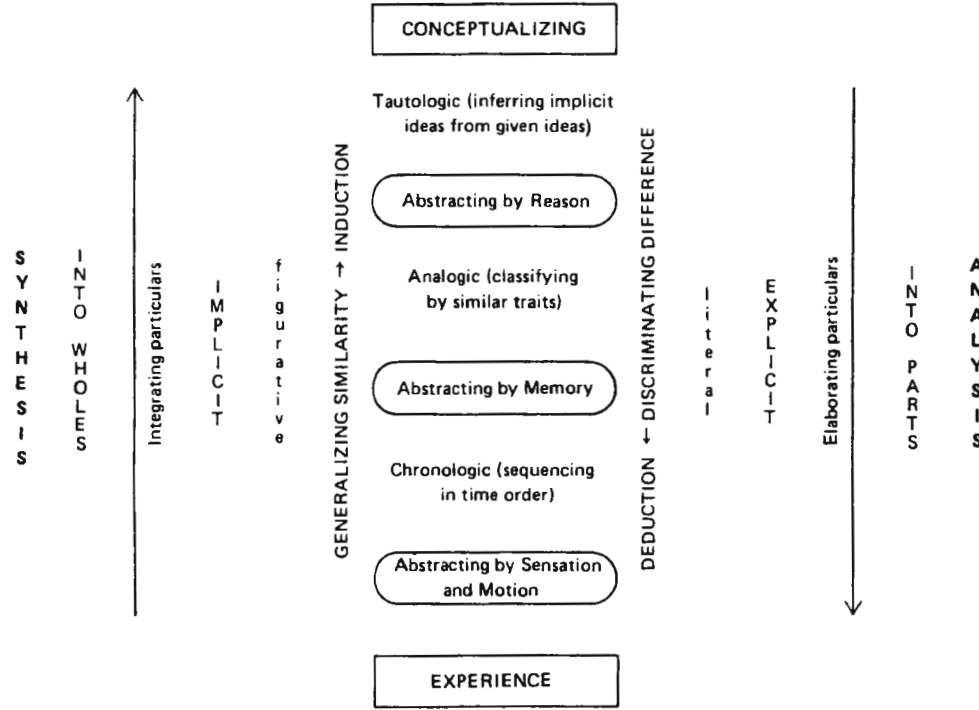 CONCEPTUALIZING
Tautologic (inferring implicit
ideas from given ideas)
Abstracting by Reason
Analogic (classifying
by similar traits)
Abstracting by Memory
Chronologic (sequencing
in time order)
Abstracting by Sensation
and Motion
EXPERIENCE
SYNTHESIS
INTO WHOLES
Integrating particulars
IMPLICIT
figurative
GENERALIZING SIMILARITY → INDUCTION
DEDUCTION ← DISCRIMINATING DIFFERENCE
literal
EXPLICIT
Elaborating particulars
INTO PARTS
ANALYSIS